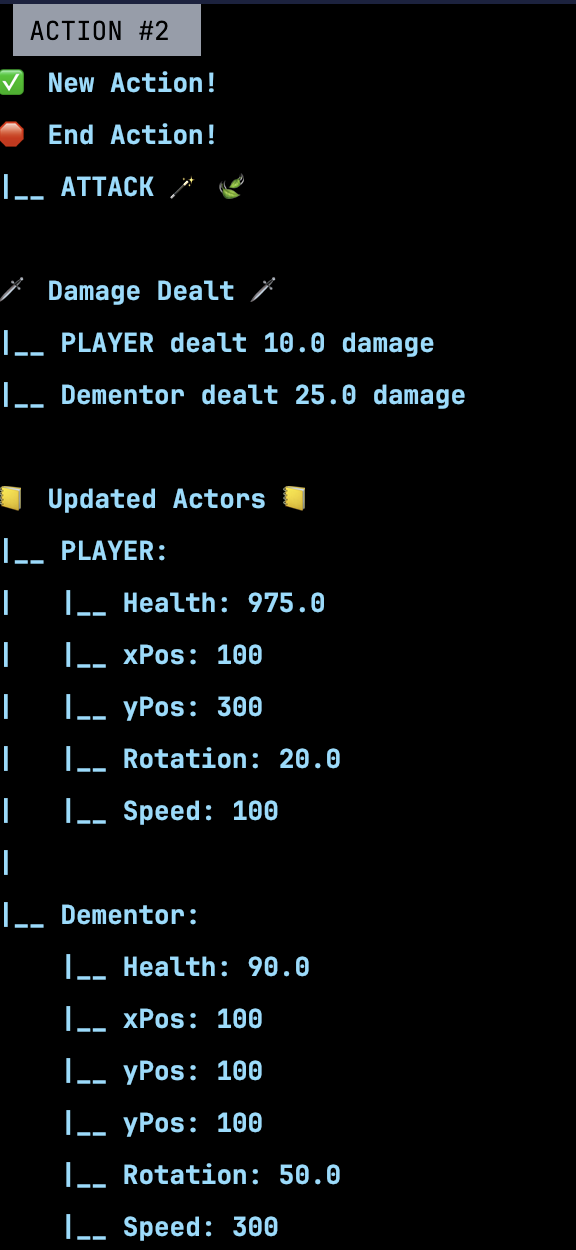 ACTION #2
✅ New Action!
🛑 End Action!
|__ ATTACK 🪄 🌿
🗡 Damage Dealt 🗡
|__ PLAYER dealt 10.0 damage
|__ Dementor dealt 25.0 damage
📒 Updated Actors 📒
|__ PLAYER:
|   |__ Health: 975.0
|   |__ xPos: 100
|   |__ yPos: 300
|   |__ Rotation: 20.0
|   |__ Speed: 100
|
|__ Dementor:
    |__ Health: 90.0
    |__ xPos: 100
    |__ yPos: 100
    |__ yPos: 100
    |__ Rotation: 50.0
    |__ Speed: 300